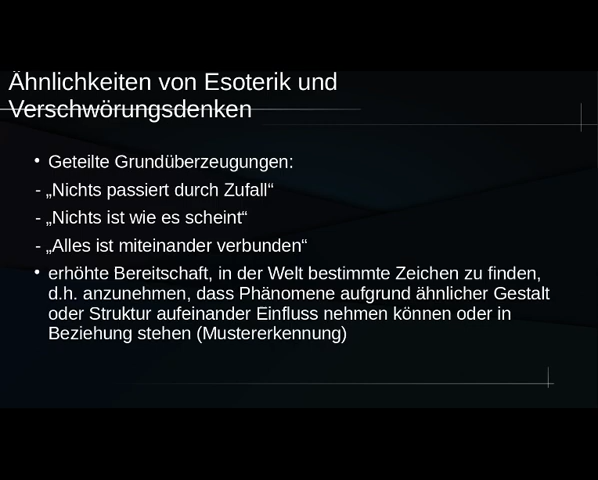 Ähnlichkeiten von Esoterik und
Verschwörungsdenken
• Geteilte Grundüberzeugungen:
- „Nichts passiert durch Zufall“
- „Nichts ist wie es scheint“
- „Alles ist miteinander verbunden“
• erhöhte Bereitschaft, in der Welt bestimmte Zeichen zu finden,
d.h. anzunehmen, dass Phänomene aufgrund ähnlicher Gestalt
oder Struktur aufeinander Einfluss nehmen können oder in
Beziehung stehen (Mustererkennung)